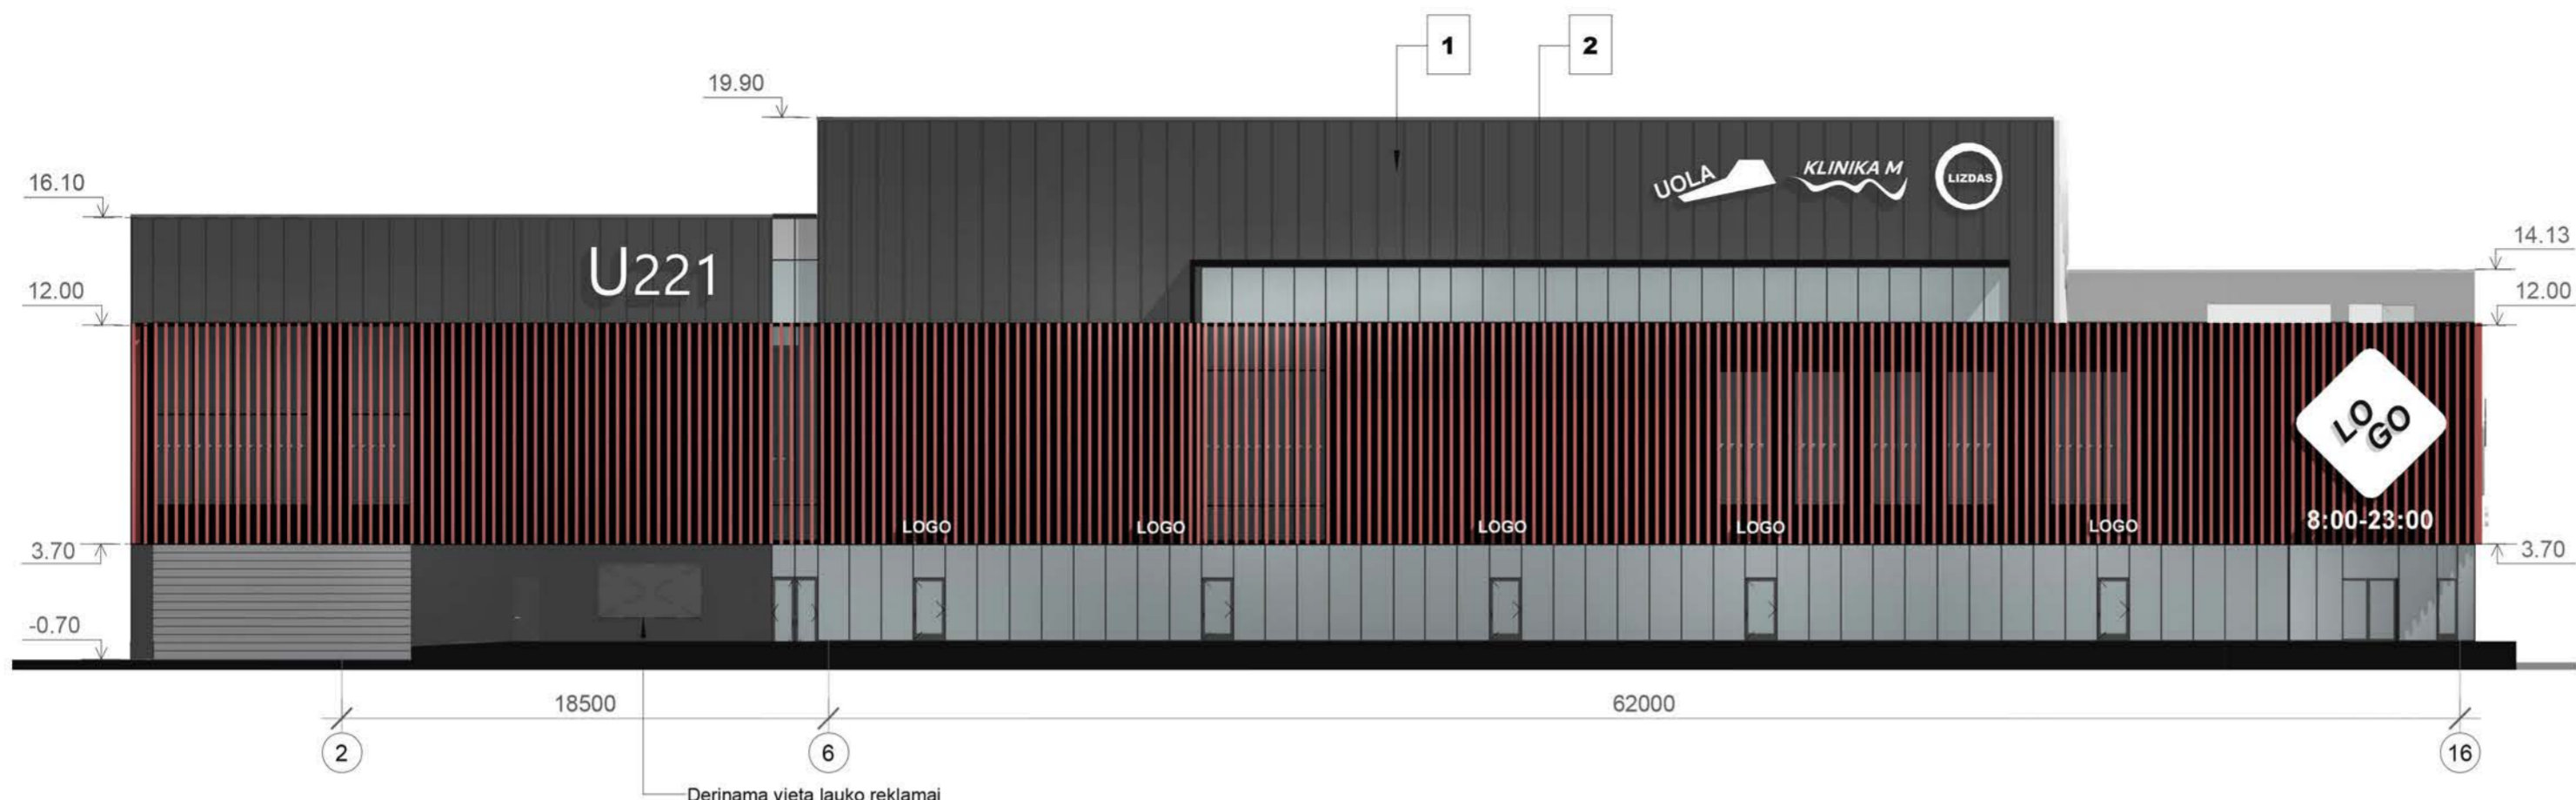 1
2
19.90
16.10
UOLA
KLINIKA M
LIZDAS
U221
14.13
12.00
12.00
LO
GO
LOGO
LOGO
LOGO
LOGO
LOGO
8:00-23:00
3.70
3.70
-0.70
18500
62000
2
6
16
Derinama vieta lauko reklamai